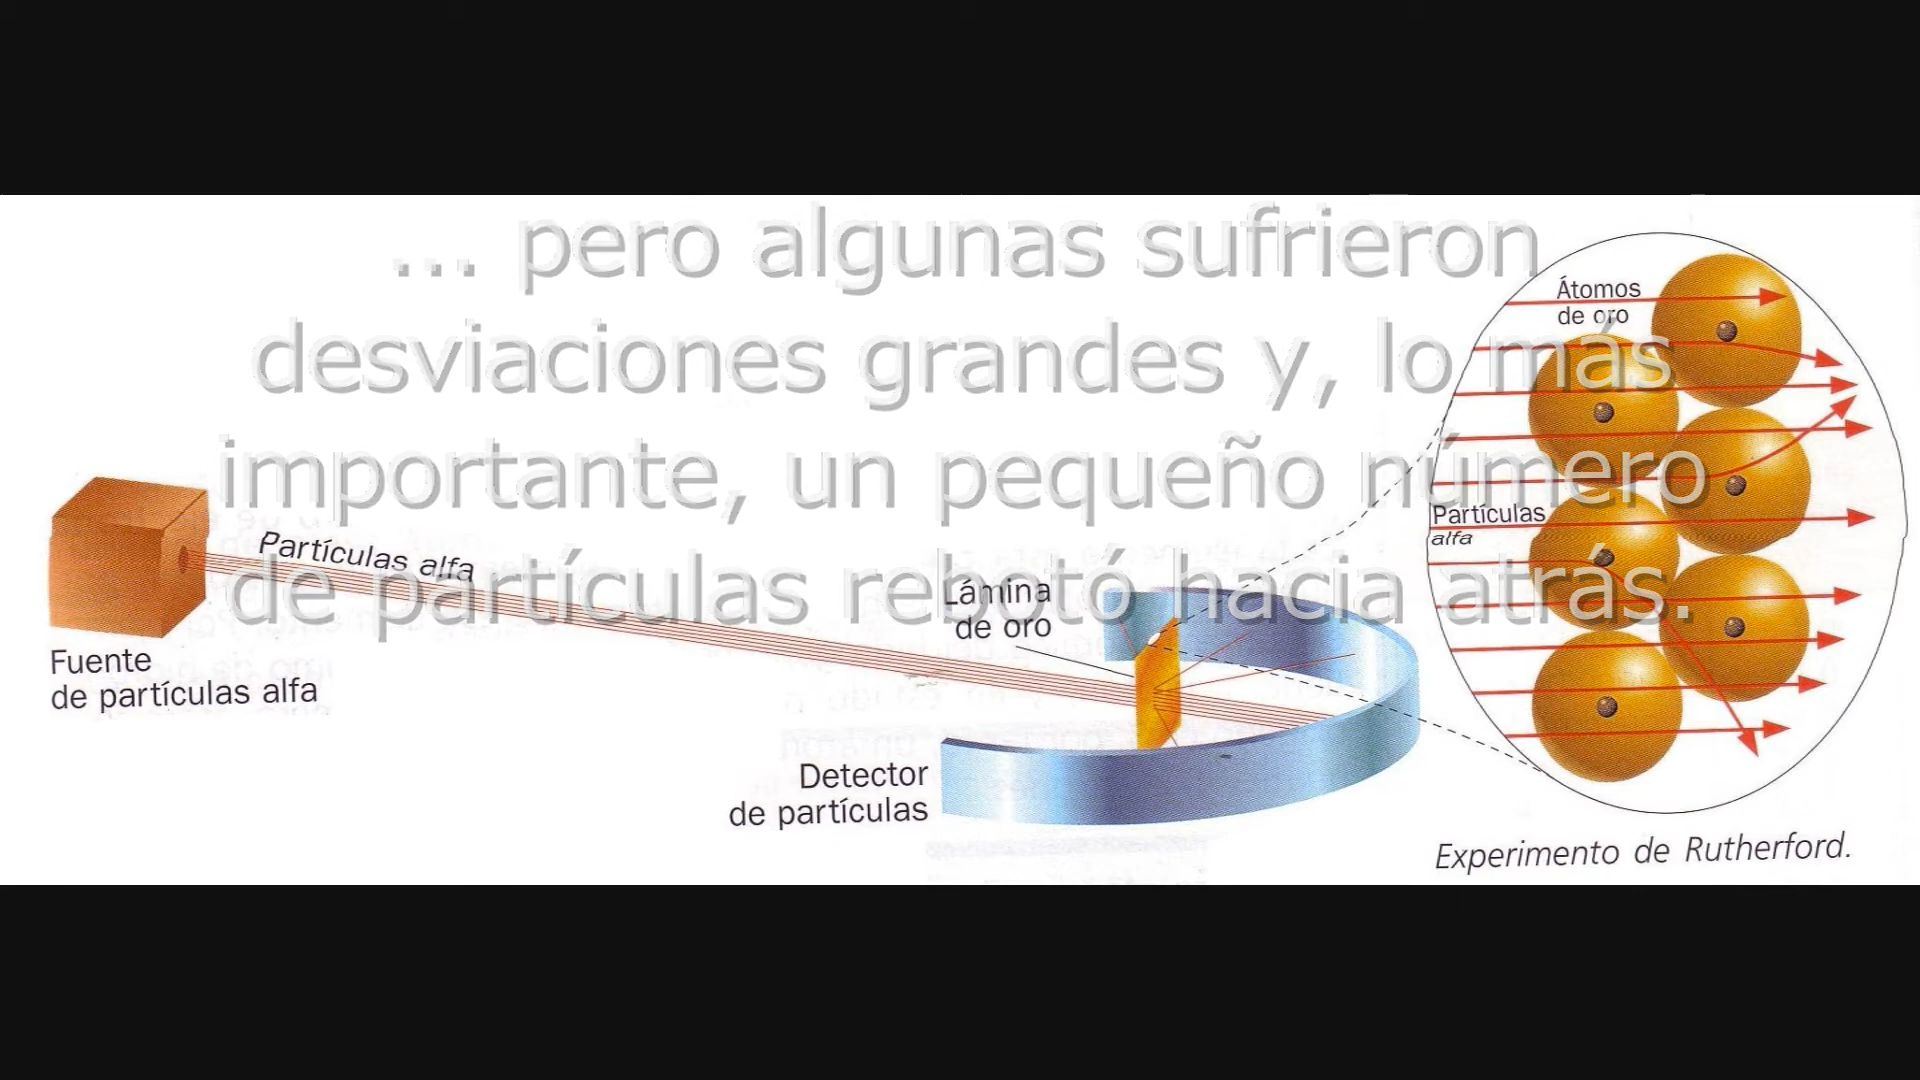 ... pero algunas sufrieron
desviaciones grandes y, lo más
importante, un pequeño número
de partículas rebotó hacia atrás.
Átomos
de oro
Partículas
alfa
Partículas alfa
Lámina
de oro
Fuente
de partículas alfa
Detector
de partículas
Experimento de Rutherford.